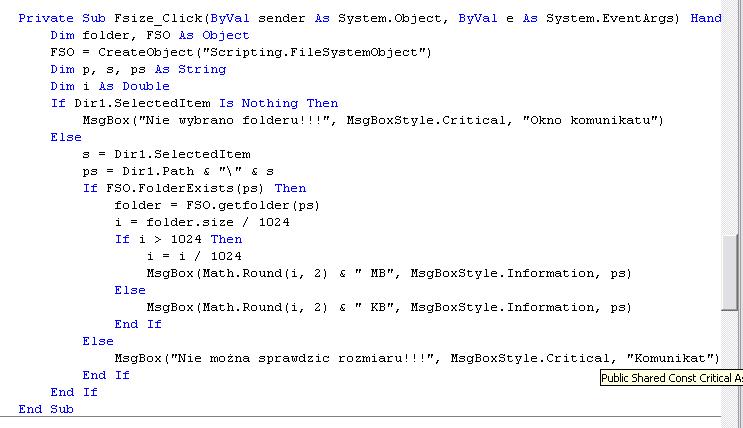 Private Sub Fsize_Click(ByVal sender As System.Object, ByVal e As System.EventArgs) Hand
Dim folder, FSO As Object
FSO = CreateObject("Scripting.FileSystemObject")
Dim p, s, ps As String
Dim i As Double
If Dir1.SelectedItem Is Nothing Then
MsgBox("Nie wybrano folderu!!!", MsgBoxStyle.Critical, "Okno komunikatu")
Else
s = Dir1.SelectedItem
ps = Dir1.Path & "\" & s
If FSO.FolderExists(ps) Then
folder = FSO.getfolder(ps)
i = folder.size / 1024
If i > 1024 Then
i = i / 1024
MsgBox(Math.Round(i, 2) & " MB", MsgBoxStyle.Information, ps)
Else
MsgBox(Math.Round(i, 2) & " KB", MsgBoxStyle.Information, ps)
End If
Else
MsgBox("Nie można sprawdzic rozmiaru!!!", MsgBoxStyle.Critical, "Komunikat")
End If
Public Shared Const Critical As
End If
End Sub